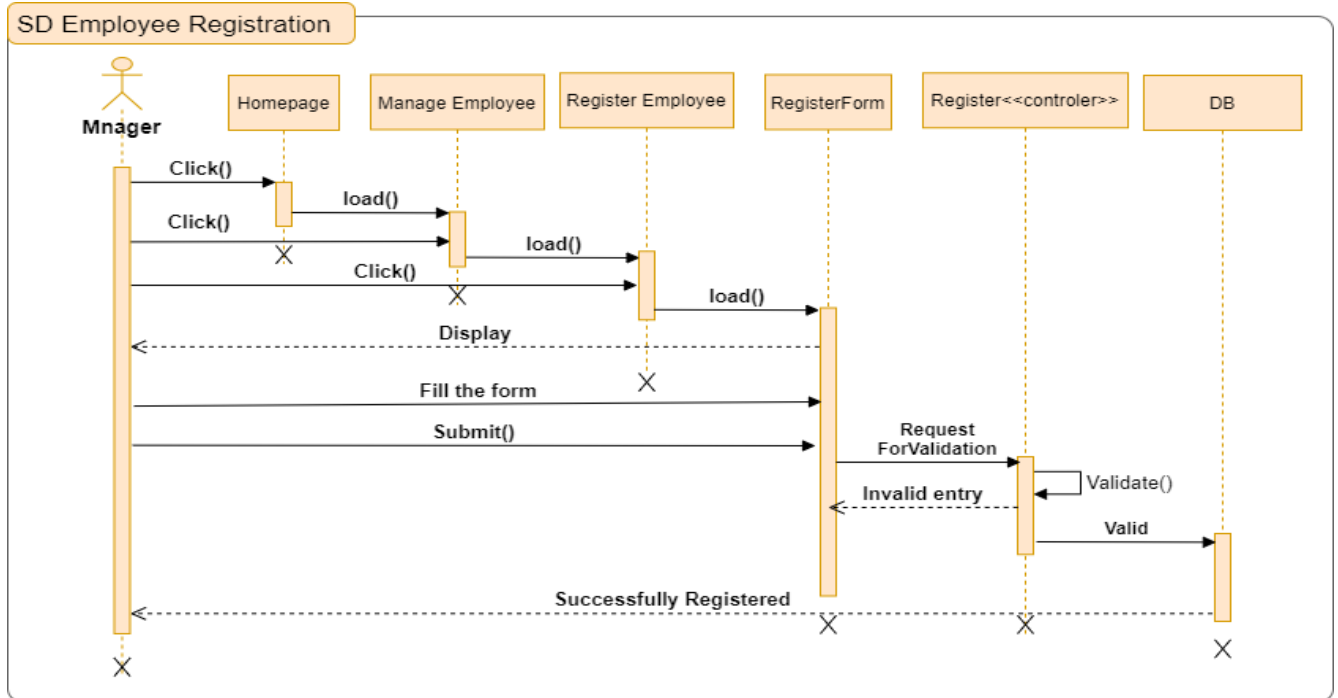 SD Employee Registration
Mnager
Homepage
Manage Employee
Register Employee
RegisterForm
Register<<controler>>
DB
Click()
load()
Click()
load()
Click()
load()
Display
Fill the form
Submit()
Request
ForValidation
Validate()
Invalid entry
Valid
Successfully Registered